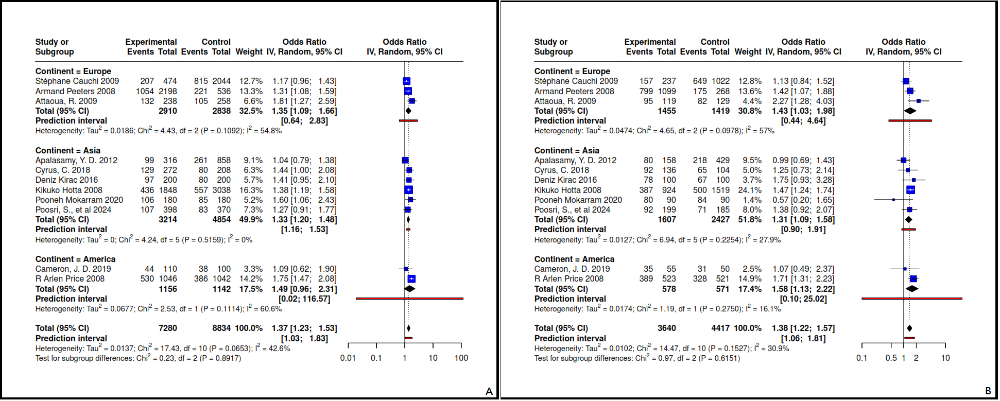 Study or Experimental Control Odds Ratio Odds Ratio
Subgroup Events Total Events Total Weight IV, Random, 95% CI IV, Random, 95% CI
Continent = Europe
Stéphane Cauchi 2009 207 474 815 2044 12.7% 1.17 [0.96; 1.43]
Armand Peeters 2008 1054 2198 221 536 13.3% 1.31 [1.08; 1.59]
Attaoua, R. 2009 132 238 105 258 6.6% 1.81 [1.27; 2.59]
Total (95% CI) 2910 2838 32.5% 1.35 [1.09; 1.66]
Prediction interval [0.64; 2.83]
Heterogeneity: Tau² = 0.0186; Chi² = 4.43, df = 2 (P = 0.1092); I² = 54.8%
Continent = Asia
Apalasamy, Y. D. 2012 99 316 261 858 9.1% 1.04 [0.79; 1.38]
Cyrus, C. 2018 129 272 80 208 6.3% 1.44 [1.00; 2.08]
Deniz Kirac 2016 97 200 80 200 5.7% 1.41 [0.95; 2.10]
Kikuko Hotta 2008 436 1848 557 3038 16.3% 1.38 [1.19; 1.58]
Pooneh Mokarram 2020 106 180 85 180 5.2% 1.60 [1.06; 2.43]
Poosri, S., et al 2024 107 398 83 370 7.3% 1.27 [0.91; 1.77]
Total (95% CI) 3214 4854 49.9% 1.33 [1.20; 1.48]
Prediction interval [1.16; 1.53]
Heterogeneity: Tau² = 0; Chi² = 4.24, df = 5 (P = 0.5159); I² = 0%
Continent = America
Cameron, J. D. 2019 44 110 38 100 3.3% 1.09 [0.62; 1.90]
R Arlen Price 2008 530 1046 386 1042 14.2% 1.75 [1.47; 2.08]
Total (95% CI) 1156 1142 17.5% 1.49 [0.96; 2.31]
Prediction interval [0.02; 116.57]
Heterogeneity: Tau² = 0.0677; Chi² = 2.53, df = 1 (P = 0.1114); I² = 60.6%
Total (95% CI) 7280 8834 100.0% 1.37 [1.23; 1.53]
Prediction interval [1.03; 1.83]
Heterogeneity: Tau² = 0.0137; Chi² = 17.43, df = 10 (P = 0.0653); I² = 42.6%
Test for subgroup differences: Chi² = 0.23, df = 2 (P = 0.8917)
0.01 0.1 1 10 100
A
Study or Experimental Control Odds Ratio Odds Ratio
Subgroup Events Total Events Total Weight IV, Random, 95% CI IV, Random, 95% CI
Continent = Europe
Stéphane Cauchi 2009 157 237 649 1022 12.8% 1.13 [0.84; 1.52]
Armand Peeters 2008 799 1099 175 268 13.6% 1.42 [1.07; 1.88]
Attaoua, R. 2009 95 119 82 129 4.4% 2.27 [1.28; 4.03]
Total (95% CI) 1455 1419 30.8% 1.43 [1.03; 1.98]
Prediction interval [0.44; 4.64]
Heterogeneity: Tau² = 0.0474; Chi² = 4.65, df = 2 (P = 0.0978); I² = 57%
Continent = Asia
Apalasamy, Y. D. 2012 80 158 218 429 9.5% 0.99 [0.69; 1.43]
Cyrus, C. 2018 92 136 65 104 5.0% 1.25 [0.73; 2.14]
Deniz Kirac 2016 78 100 67 100 3.7% 1.75 [0.93; 3.28]
Kikuko Hotta 2008 387 924 500 1519 24.1% 1.47 [1.24; 1.74]
Pooneh Mokarram 2020 80 90 84 90 1.4% 0.57 [0.20; 1.65]
Poosri, S., et al 2024 92 199 71 185 8.0% 1.38 [0.92; 2.07]
Total (95% CI) 1607 2427 51.8% 1.31 [1.09; 1.58]
Prediction interval [0.90; 1.91]
Heterogeneity: Tau² = 0.0127; Chi² = 6.94, df = 5 (P = 0.2254); I² = 27.9%
Continent = America
Cameron, J. D. 2019 35 55 31 50 2.5% 1.07 [0.49; 2.37]
R Arlen Price 2008 389 523 328 521 14.9% 1.71 [1.31; 2.23]
Total (95% CI) 578 571 17.4% 1.58 [1.13; 2.22]
Prediction interval [0.10; 25.02]
Heterogeneity: Tau² = 0.0174; Chi² = 1.19, df = 1 (P = 0.2750); I² = 16.1%
Total (95% CI) 3640 4417 100.0% 1.38 [1.22; 1.57]
Prediction interval [1.06; 1.81]
Heterogeneity: Tau² = 0.0102; Chi² = 14.47, df = 10 (P = 0.1527); I² = 30.9%
Test for subgroup differences: Chi² = 0.97, df = 2 (P = 0.6151)
0.1 0.5 1 2 10
B